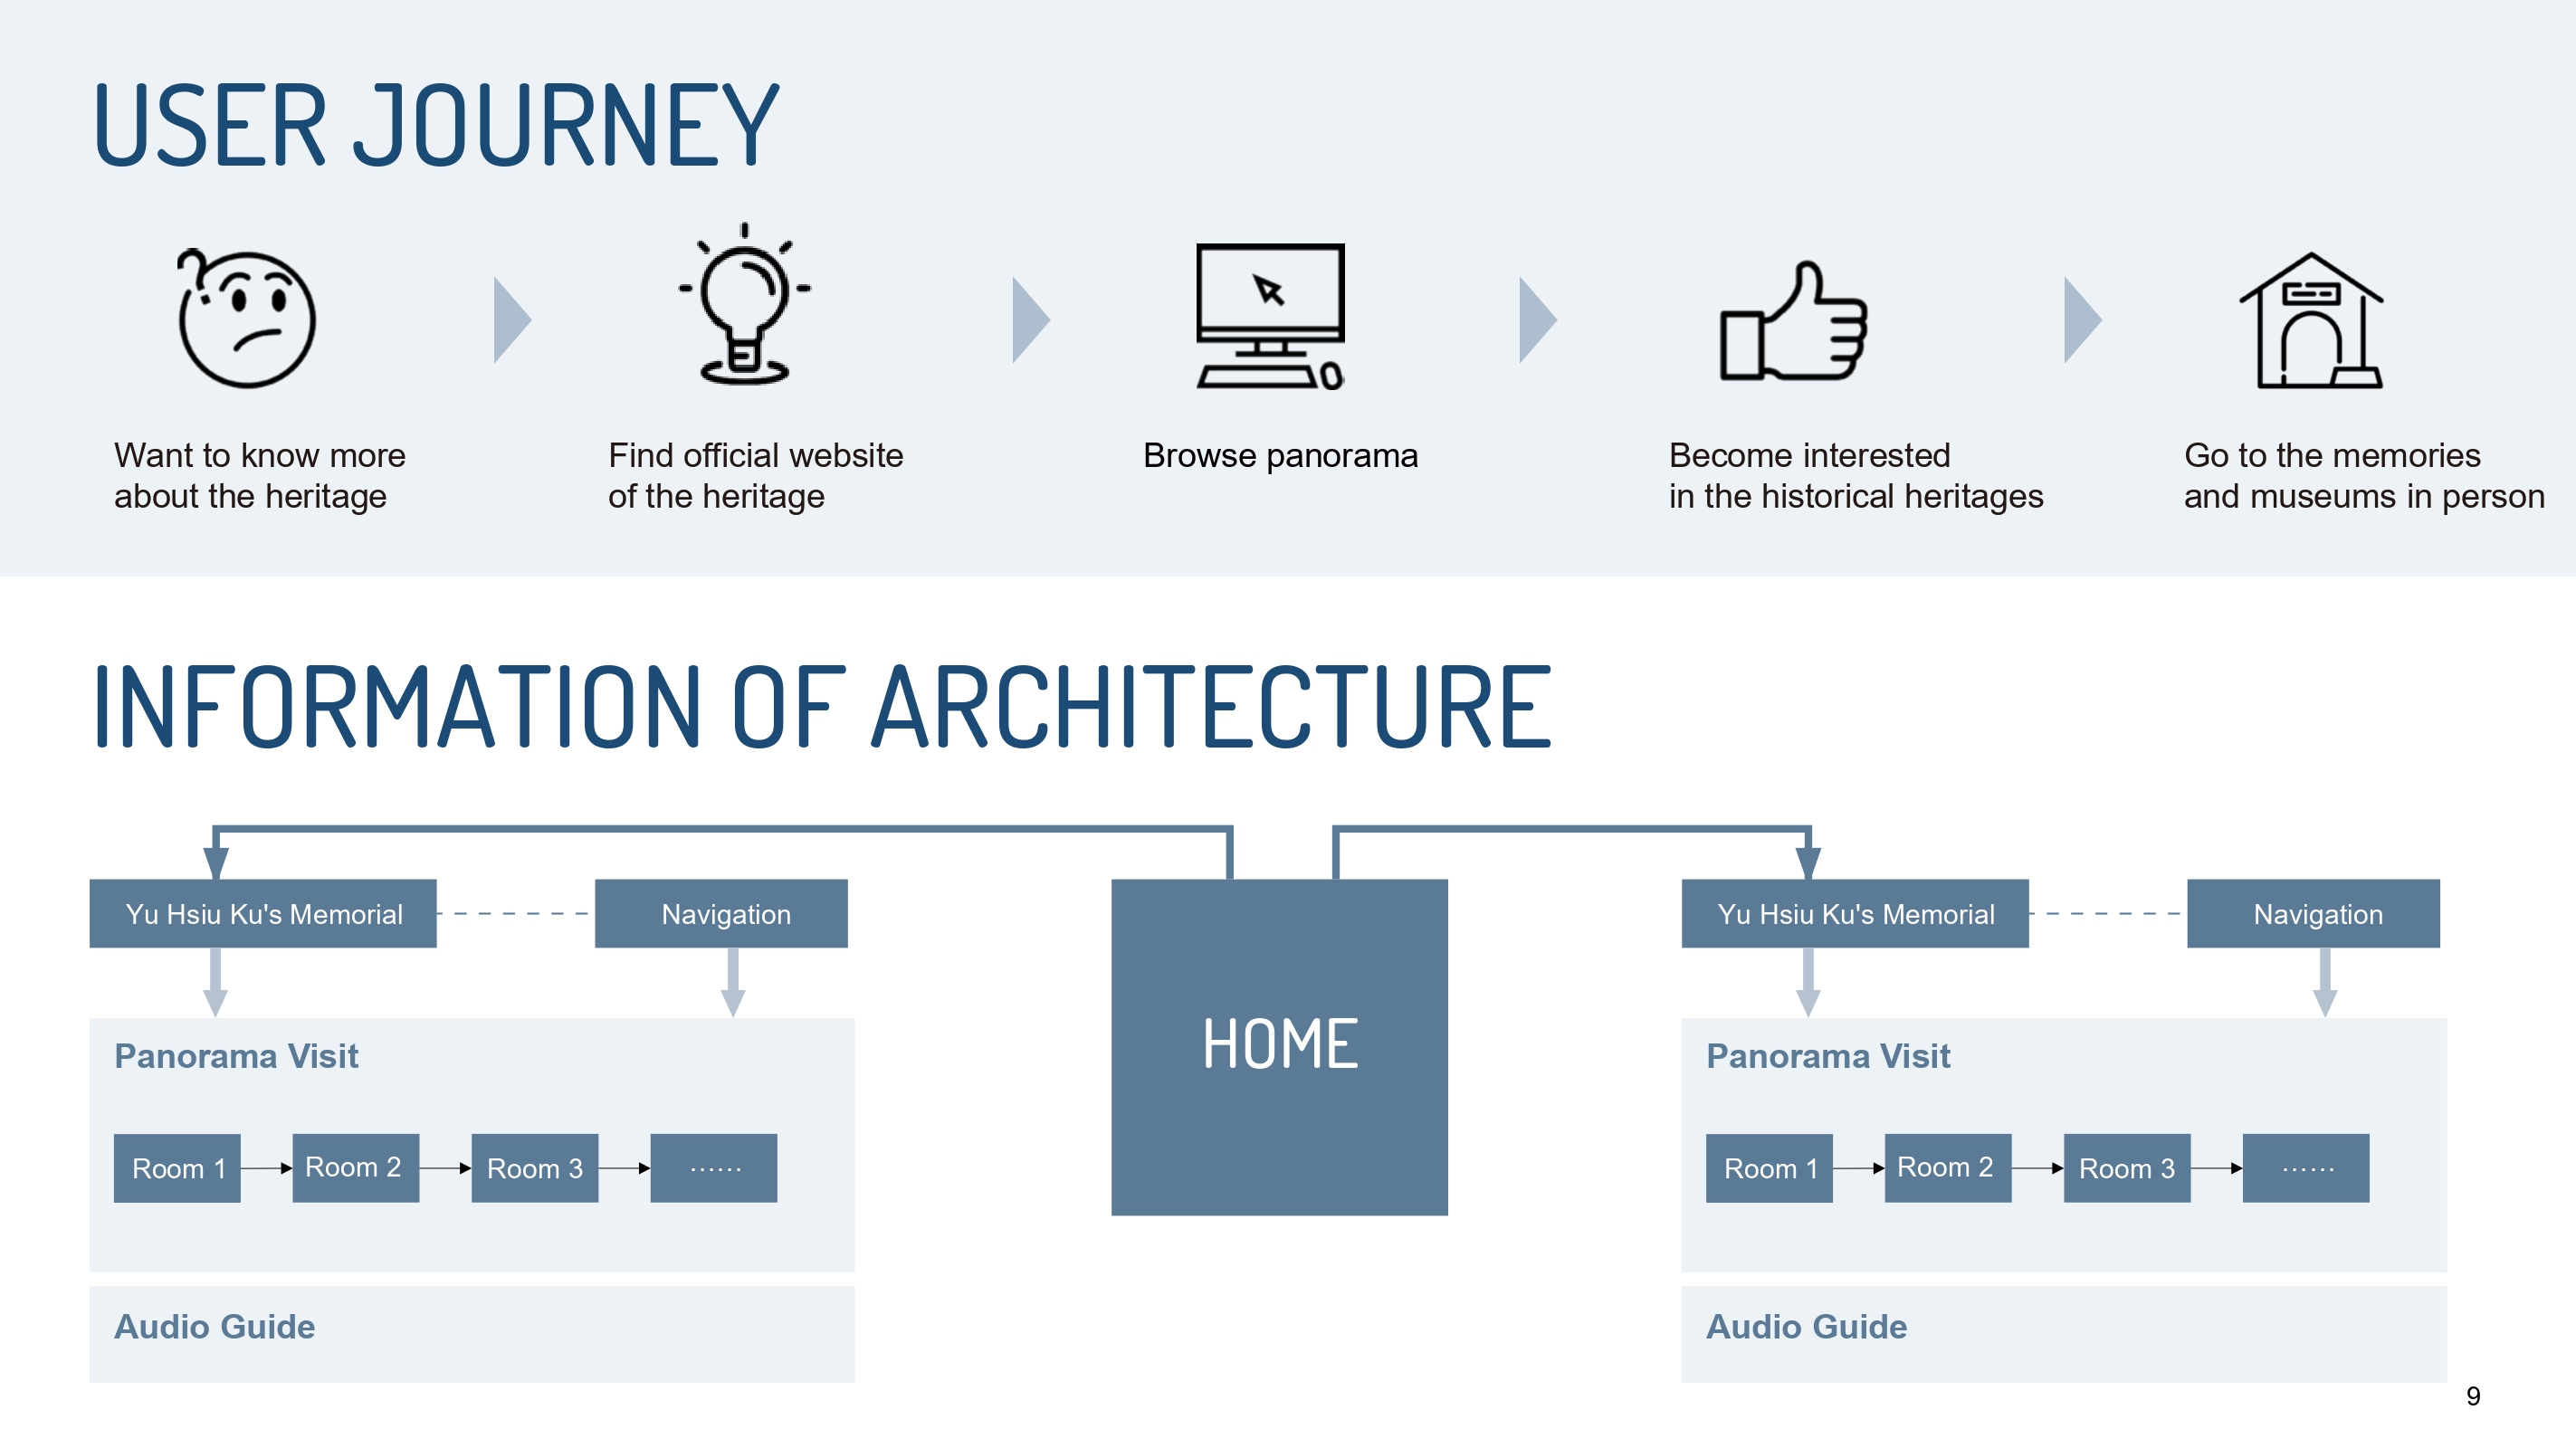 USER JOURNEY
Want to know more
about the heritage
Find official website
of the heritage
Browse panorama
Become interested
in the historical heritages
Go to the memories
and museums in person
INFORMATION OF ARCHITECTURE
Yu Hsiu Ku's Memorial
Navigation
Panorama Visit
Room 1
Room 2
Room 3
······
Audio Guide
HOME
Yu Hsiu Ku's Memorial
Navigation
Panorama Visit
Room 1
Room 2
Room 3
······
Audio Guide
9